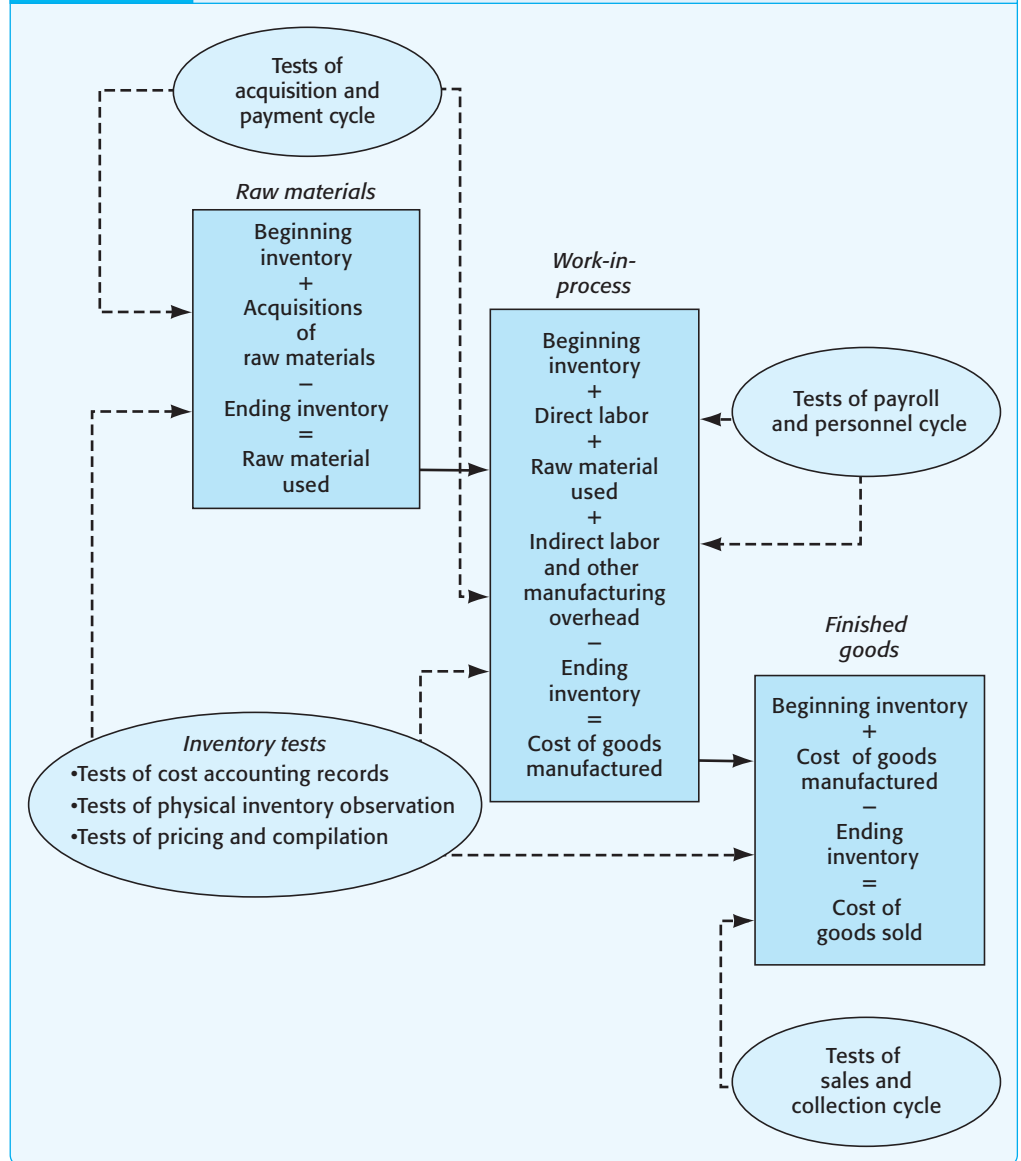 Tests of
acquisition and
payment cycle
Raw materials
Beginning
inventory
+
Acquisitions
of
raw materials
–
Ending inventory
=
Raw material
used
Work-in-
process
Beginning
inventory
+
Direct labor
+
Raw material
used
+
Indirect labor
and other
manufacturing
overhead
–
Ending
inventory
=
Cost of goods
manufactured
Tests of payroll
and personnel cycle
Inventory tests
•Tests of cost accounting records
•Tests of physical inventory observation
•Tests of pricing and compilation
Finished
goods
Beginning inventory
+
Cost of goods
manufactured
–
Ending
inventory
=
Cost of
goods sold
Tests of
sales and
collection cycle